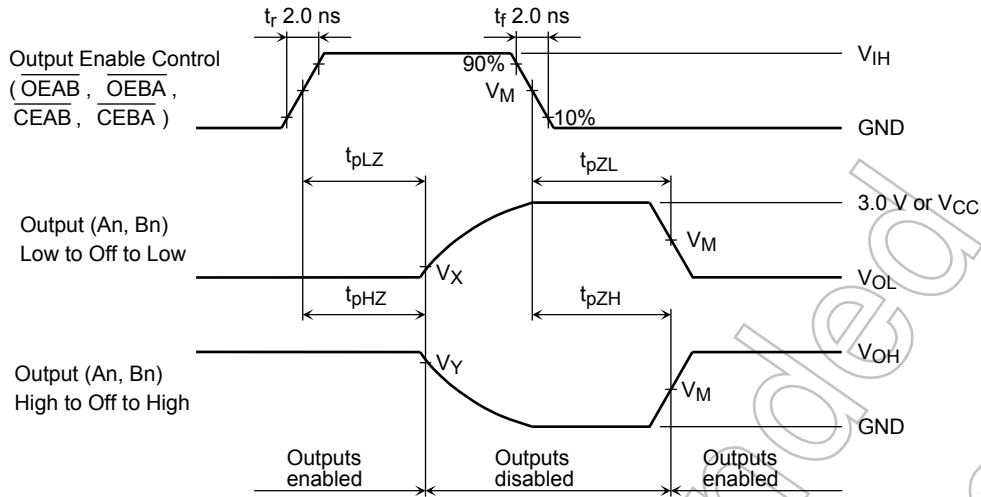 tr 2.0 ns
tf 2.0 ns
Output Enable Control
( OEAB , OEBA ,
CEAB , CEBA )
90%
VM
10%
VIH
GND
tpLZ
tpZL
3.0 V or VCC
Output (An, Bn)
Low to Off to Low
VM
VX
VOL
tpHZ
tpZH
VOH
VY
Output (An, Bn)
High to Off to High
VM
GND
Outputs
enabled
Outputs
disabled
Outputs
enabled